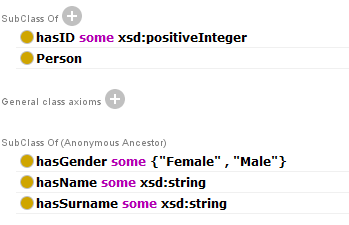 SubClass Of
hasID some xsd:positiveInteger
Person
General class axioms
SubClass Of (Anonymous Ancestor)
hasGender some {"Female" , "Male"}
hasName some xsd:string
hasSurname some xsd:string